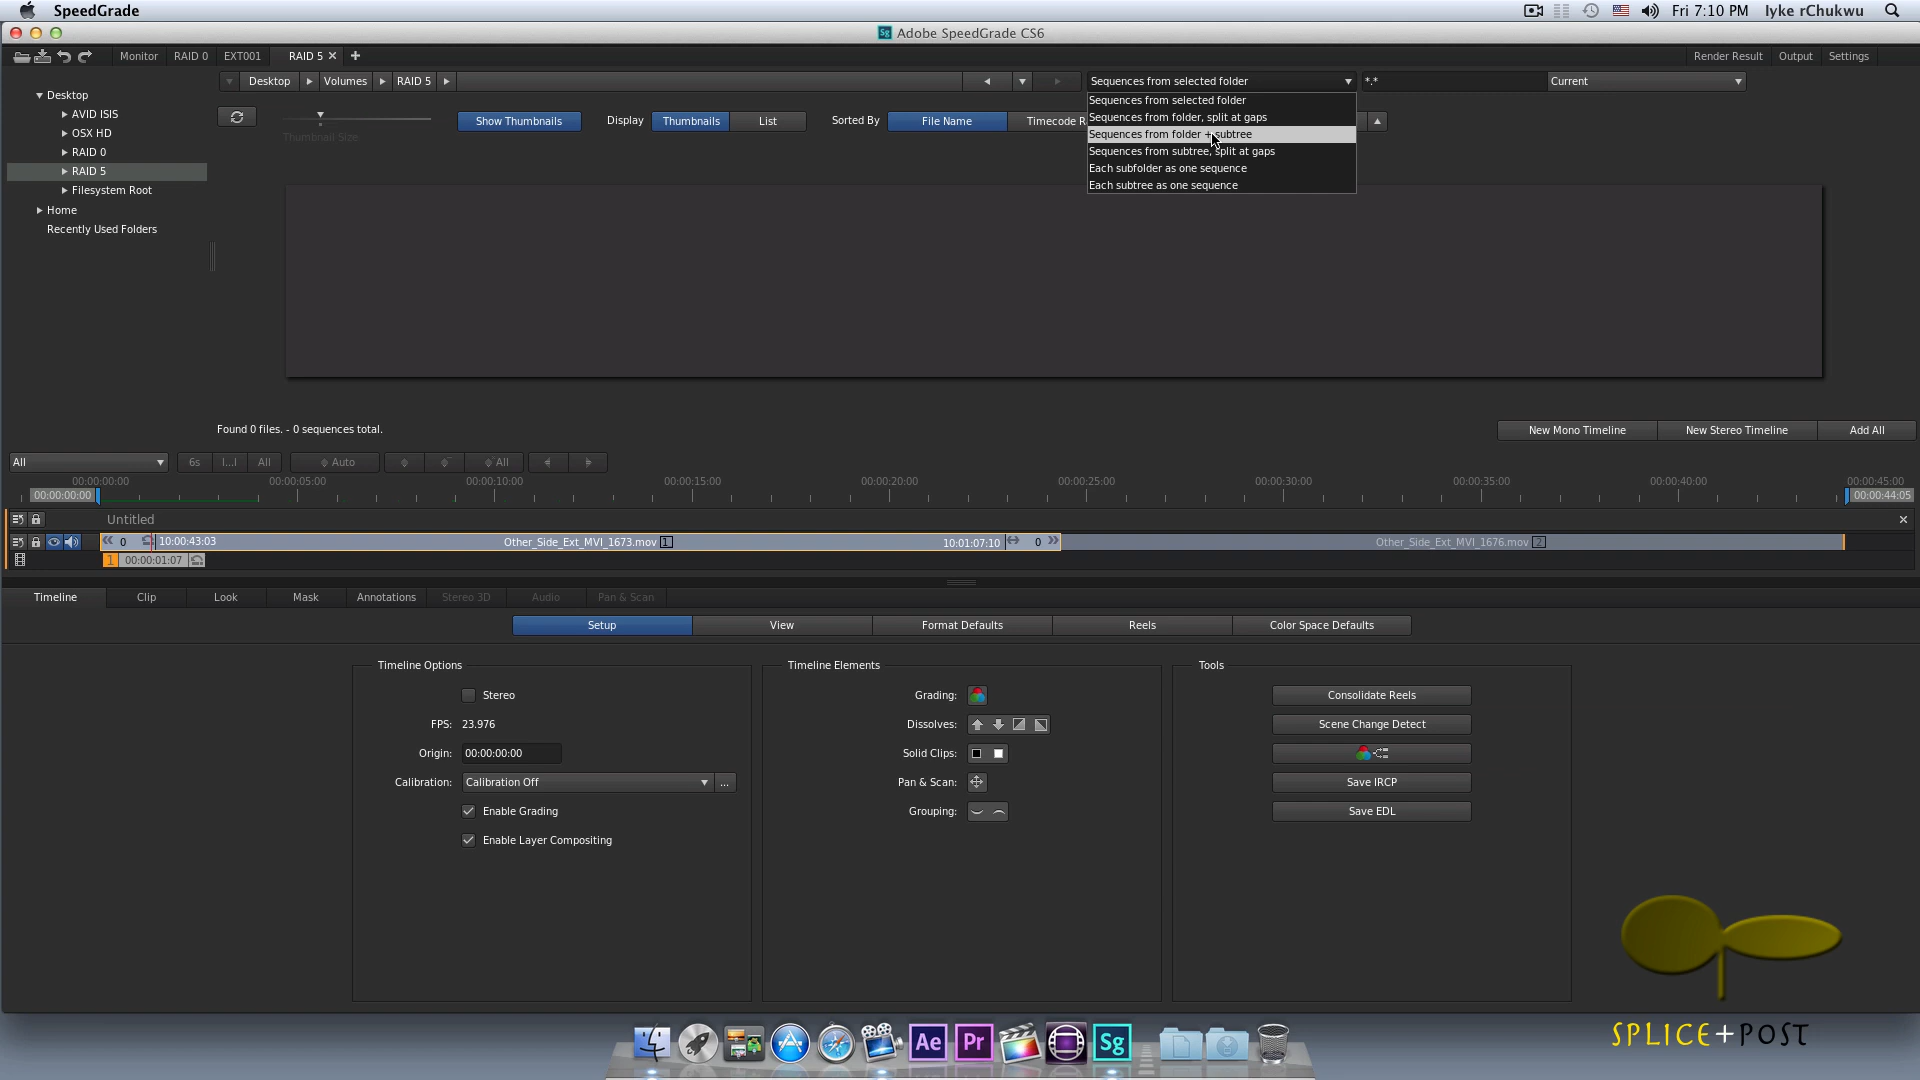 SpeedGrade
Fri 7:10 PM
Iyke rChukwu
Sg Adobe SpeedGrade CS6
Monitor
RAID 0
EXT001
RAID 5
Render Result
Output
Settings
Desktop
Volumes
RAID 5
Sequences from selected folder
*.*
Current
Sequences from selected folder
Sequences from folder, split at gaps
Sequences from folder + subtree
Sequences from subtree, split at gaps
Each subfolder as one sequence
Each subtree as one sequence
Desktop
AVID ISIS
OSX HD
RAID 0
RAID 5
Filesystem Root
Home
Recently Used Folders
Thumbnail Size
Show Thumbnails
Display
Thumbnails
List
Sorted By
File Name
Timecode R
Found 0 files. - 0 sequences total.
New Mono Timeline
New Stereo Timeline
Add All
All
6s
I...I
All
Auto
All
00:00:00:00
00:00:05:00
00:00:10:00
00:00:15:00
00:00:20:00
00:00:25:00
00:00:30:00
00:00:35:00
00:00:40:00
00:00:45:00
00:00:00:00
00:00:44:05
Untitled
0
10:00:43:03
Other_Side_Ext_MVI_1673.mov 1
10:01:07:10
0
Other_Side_Ext_MVI_1676.mov 2
1 00:00:01:07
Timeline
Clip
Look
Mask
Annotations
Stereo 3D
Audio
Pan & Scan
Setup
View
Format Defaults
Reels
Color Space Defaults
Timeline Options
Stereo
FPS: 23.976
Origin: 00:00:00:00
Calibration: Calibration Off ...
Enable Grading
Enable Layer Compositing
Timeline Elements
Grading:
Dissolves:
Solid Clips:
Pan & Scan:
Grouping:
Tools
Consolidate Reels
Scene Change Detect
Save IRCP
Save EDL
Ae
Pr
Sg
SPLICE+POST